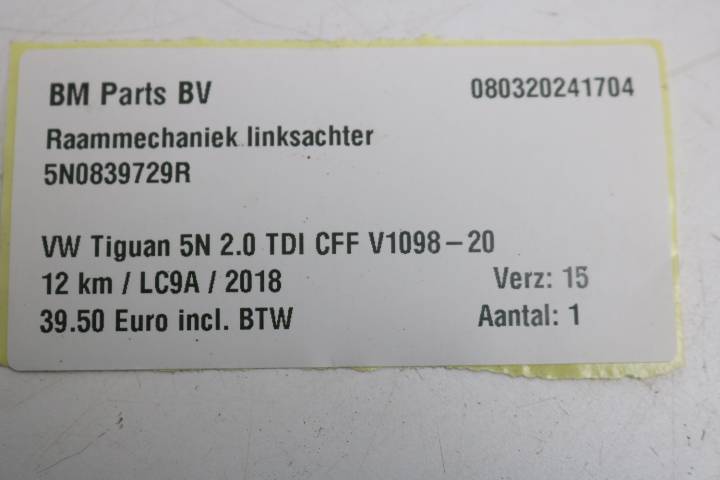 BM Parts BV 080320241704
Raammechaniek linksachter
5N0839729R
VW Tiguan 5N 2.0 TDI CFF V1098-20
12 km / LC9A / 2018 Verz: 15
39.50 Euro incl. BTW Aantal: 1